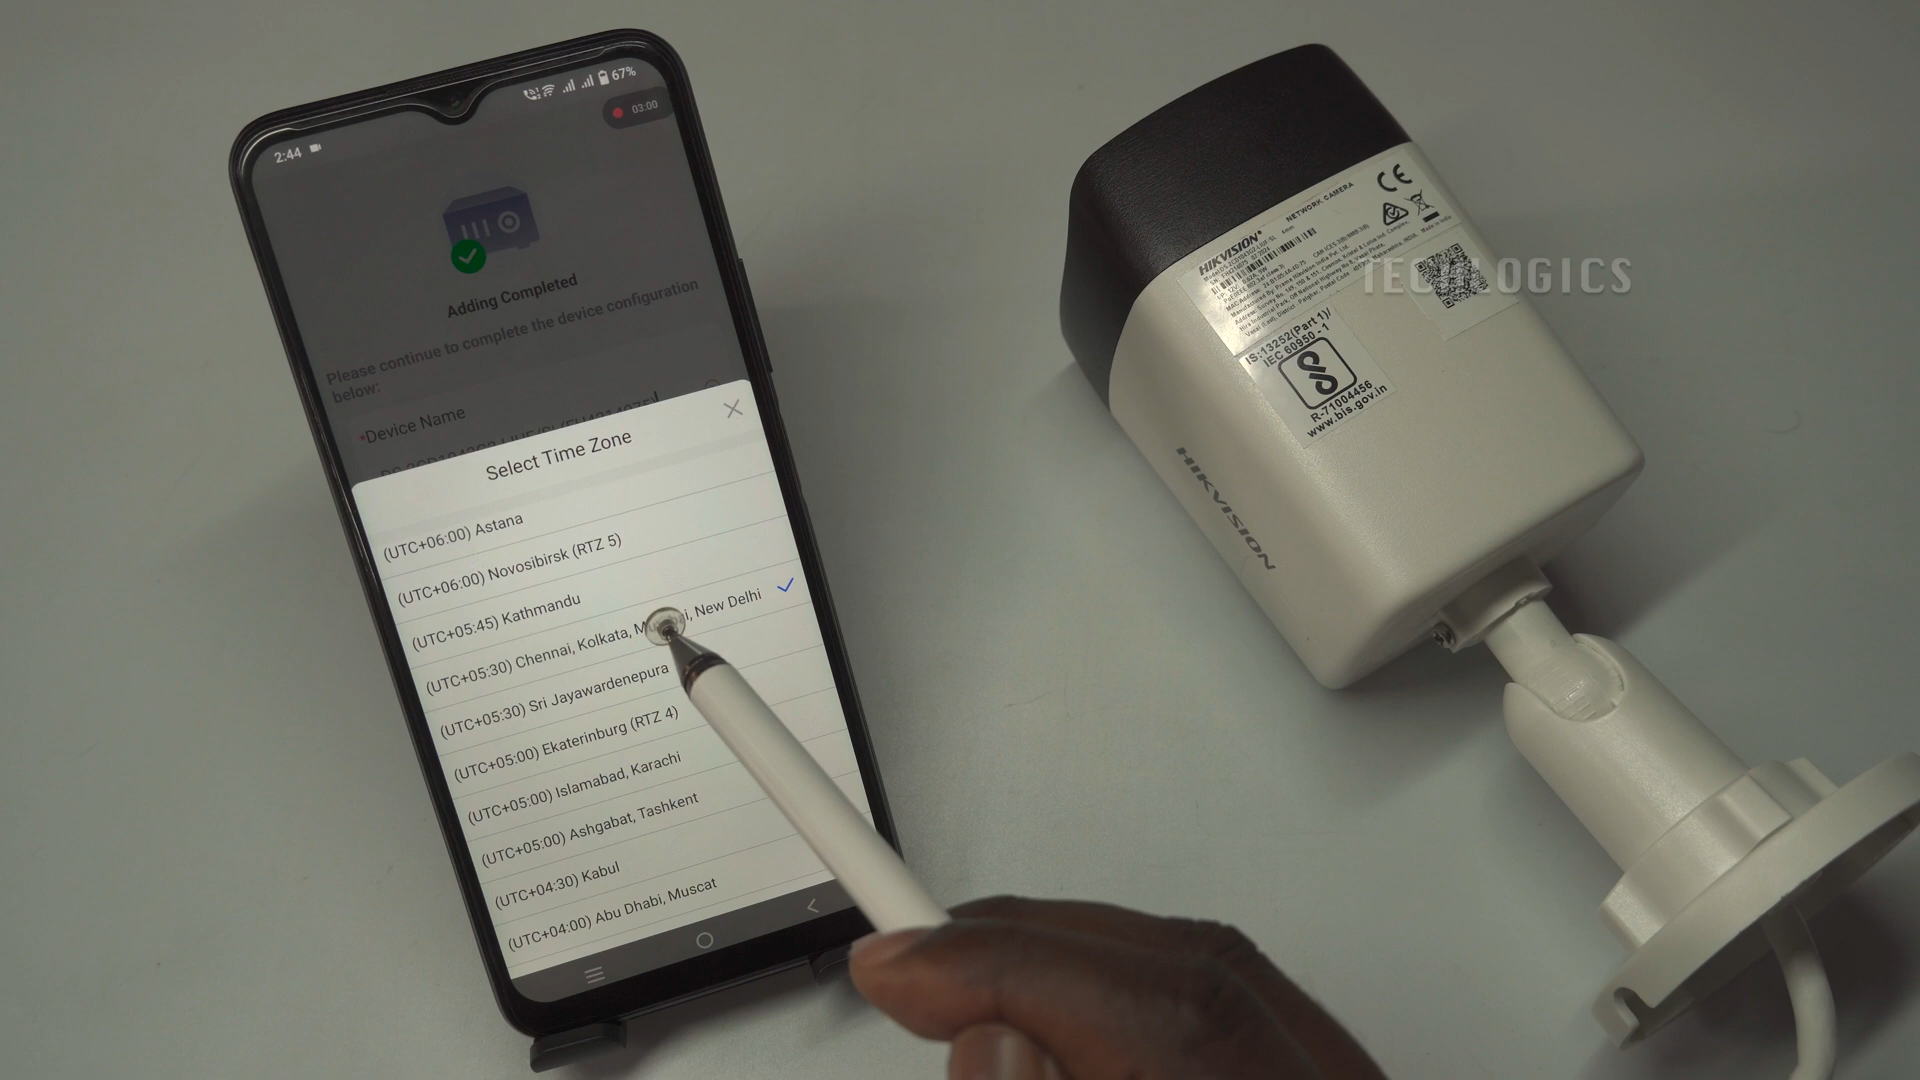 2:44
67%
03:00
Adding Completed
Please continue to complete the device configuration
below:
*Device Name
Select Time Zone
(UTC+06:00) Astana
(UTC+06:00) Novosibirsk (RTZ 5)
(UTC+05:45) Kathmandu
(UTC+05:30) Chennai, Kolkata, New Delhi
(UTC+05:30) Sri Jayawardenepura
(UTC+05:00) Ekaterinburg (RTZ 4)
(UTC+05:00) Islamabad, Karachi
(UTC+05:00) Ashgabat, Tashkent
(UTC+04:30) Kabul
(UTC+04:00) Abu Dhabi, Muscat
NETWORK CAMERA
CE
HIKVISION
IS:13252(Part 1)/
IEC 60950-1
R-71004456
www.bis.gov.in
HIKVISION